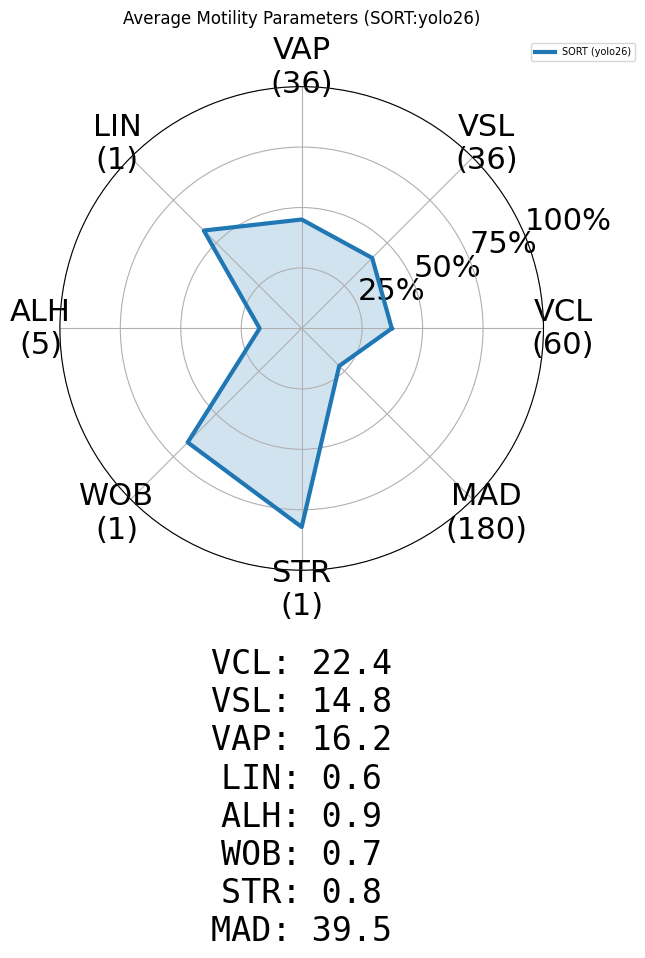 Average Motility Parameters (SORT:yolo26)
SORT (yolo26)
VAP
(36)
LIN
(1)
VSL
(36)
100%
75%
50%
25%
ALH
(5)
VCL
(60)
WOB
(1)
MAD
(180)
STR
(1)
VCL: 22.4
VSL: 14.8
VAP: 16.2
LIN: 0.6
ALH: 0.9
WOB: 0.7
STR: 0.8
MAD: 39.5